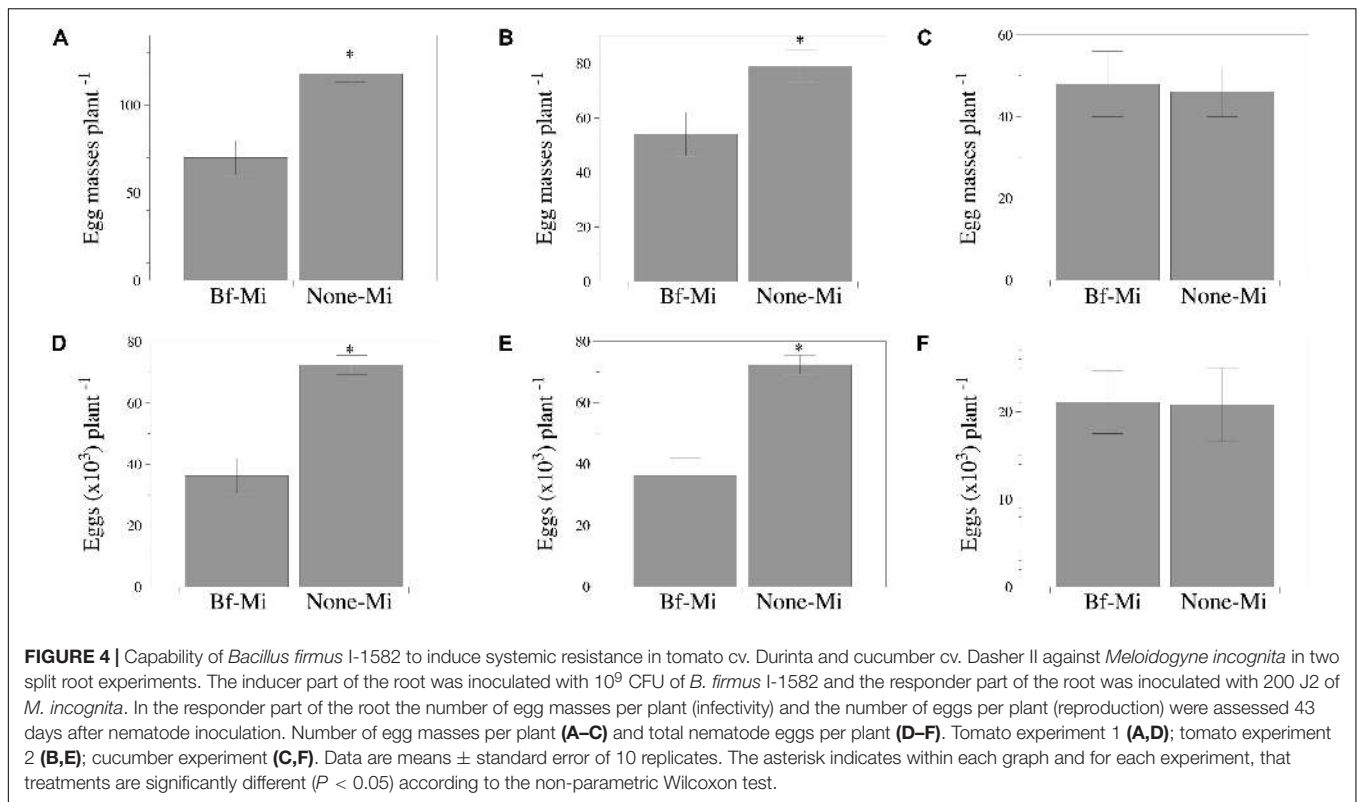 A
Egg masses plant -1
100
50
0
Bf-Mi None-Mi
*
B
Egg masses plant -1
80
60
40
20
0
Bf-Mi None-Mi
*
C
Egg masses plant -1
60
40
0
Bf-Mi None-Mi
D
Eggs (x10³) plant -1
80
60
40
20
0
Bf-Mi None-Mi
*
E
Eggs (x10³) plant -1
80
60
40
20
0
Bf-Mi None-Mi
*
F
Eggs (x10³) plant -1
20
10
0
Bf-Mi None-Mi
FIGURE 4 | Capability of Bacillus firmus I-1582 to induce systemic resistance in tomato cv. Durinta and cucumber cv. Dasher II against Meloidogyne incognita in two
split root experiments. The inducer part of the root was inoculated with 10⁹ CFU of B. firmus I-1582 and the responder part of the root was inoculated with 200 J2 of
M. incognita. In the responder part of the root the number of egg masses per plant (infectivity) and the number of eggs per plant (reproduction) were assessed 43
days after nematode inoculation. Number of egg masses per plant (A–C) and total nematode eggs per plant (D–F). Tomato experiment 1 (A,D); tomato experiment
2 (B,E); cucumber experiment (C,F). Data are means ± standard error of 10 replicates. The asterisk indicates within each graph and for each experiment, that
treatments are significantly different (P < 0.05) according to the non-parametric Wilcoxon test.